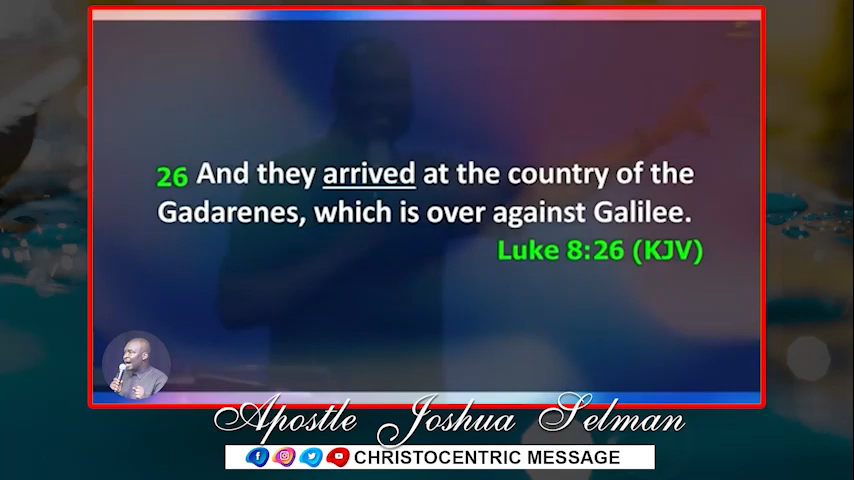 26 And they arrived at the country of the
Gadarenes, which is over against Galilee.
Luke 8:26 (KJV)
Apostle Joshua Selman
CHRISTOCENTRIC MESSAGE